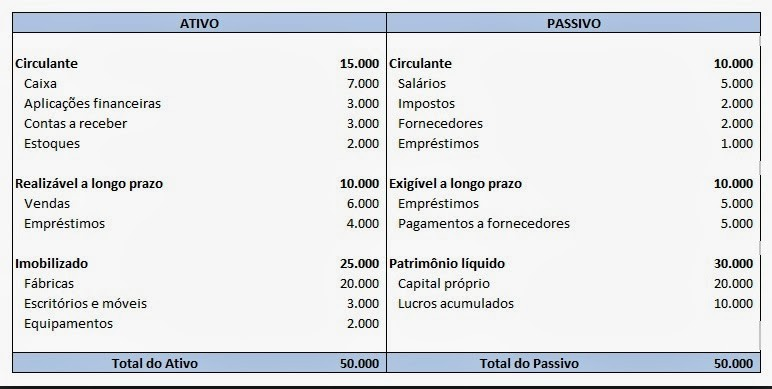 ATIVO PASSIVO
Circulante 15.000 Circulante 10.000
Caixa 7.000 Salários 5.000
Aplicações financeiras 3.000 Impostos 2.000
Contas a receber 3.000 Fornecedores 2.000
Estoques 2.000 Empréstimos 1.000
Realizável a longo prazo 10.000 Exigível a longo prazo 10.000
Vendas 6.000 Empréstimos 5.000
Empréstimos 4.000 Pagamentos a fornecedores 5.000
Imobilizado 25.000 Patrimônio líquido 30.000
Fábricas 20.000 Capital próprio 20.000
Escritórios e móveis 3.000 Lucros acumulados 10.000
Equipamentos 2.000
Total do Ativo 50.000 Total do Passivo 50.000